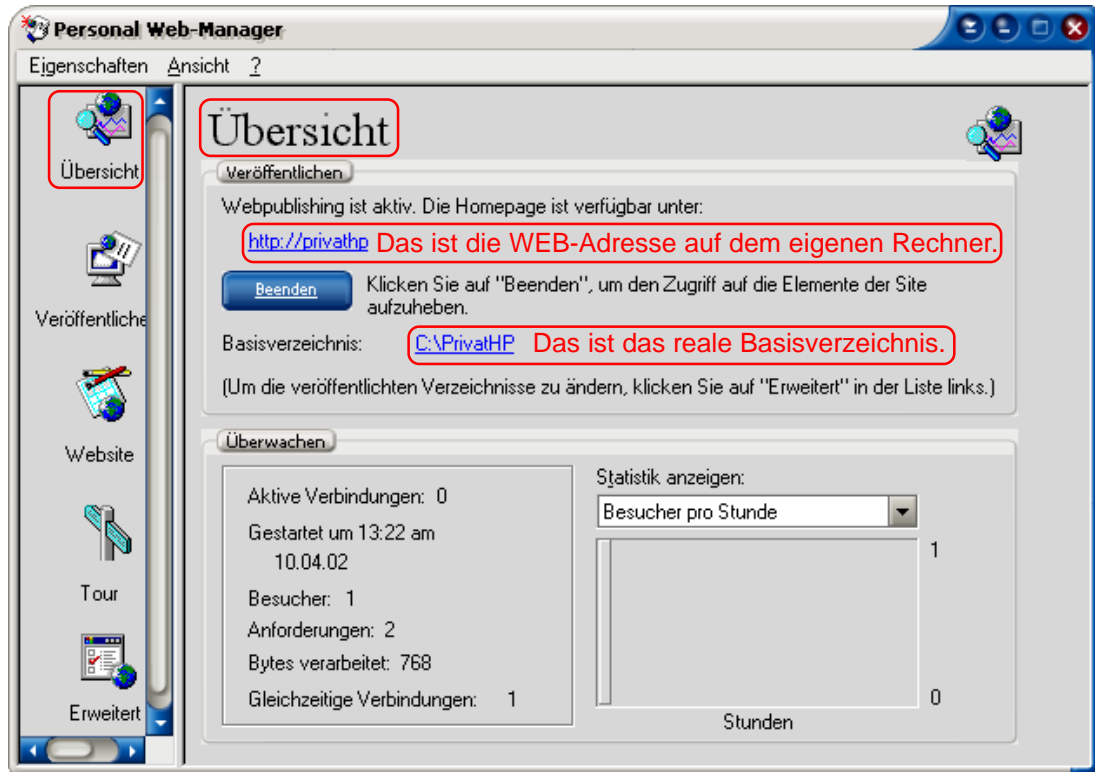 Personal Web-Manager
Eigenschaften Ansicht ?
Übersicht
Veröffentliche
Website
Tour
Erweitert
Übersicht
Veröffentlichen
Webpublishing ist aktiv. Die Homepage ist verfügbar unter:
http://privathp Das ist die WEB-Adresse auf dem eigenen Rechner.
Beenden
Klicken Sie auf "Beenden", um den Zugriff auf die Elemente der Site
aufzuheben.
Basisverzeichnis: C:\PrivatHP Das ist das reale Basisverzeichnis.
(Um die veröffentlichten Verzeichnisse zu ändern, klicken Sie auf "Erweitert" in der Liste links.)
Überwachen
Aktive Verbindungen: 0
Gestartet um 13:22 am
10.04.02
Besucher: 1
Anforderungen: 2
Bytes verarbeitet: 768
Gleichzeitige Verbindungen: 1
Statistik anzeigen:
Besucher pro Stunde
1
0
Stunden